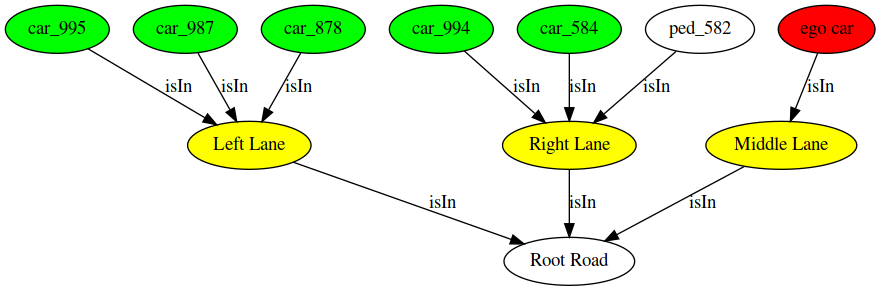 car_995
car_987
car_878
car_994
car_584
ped_582
ego car
isIn
isIn
isIn
isIn
isIn
isIn
isIn
Left Lane
Right Lane
Middle Lane
isIn
isIn
isIn
Root Road